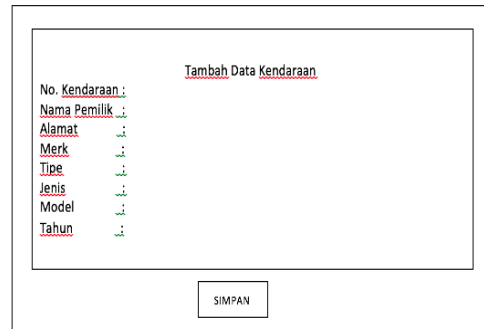 Tambah Data Kendaraan
No. Kendaraan :
Nama Pemilik :
Alamat :
Merk :
Tipe :
Jenis :
Model :
Tahun :
SIMPAN